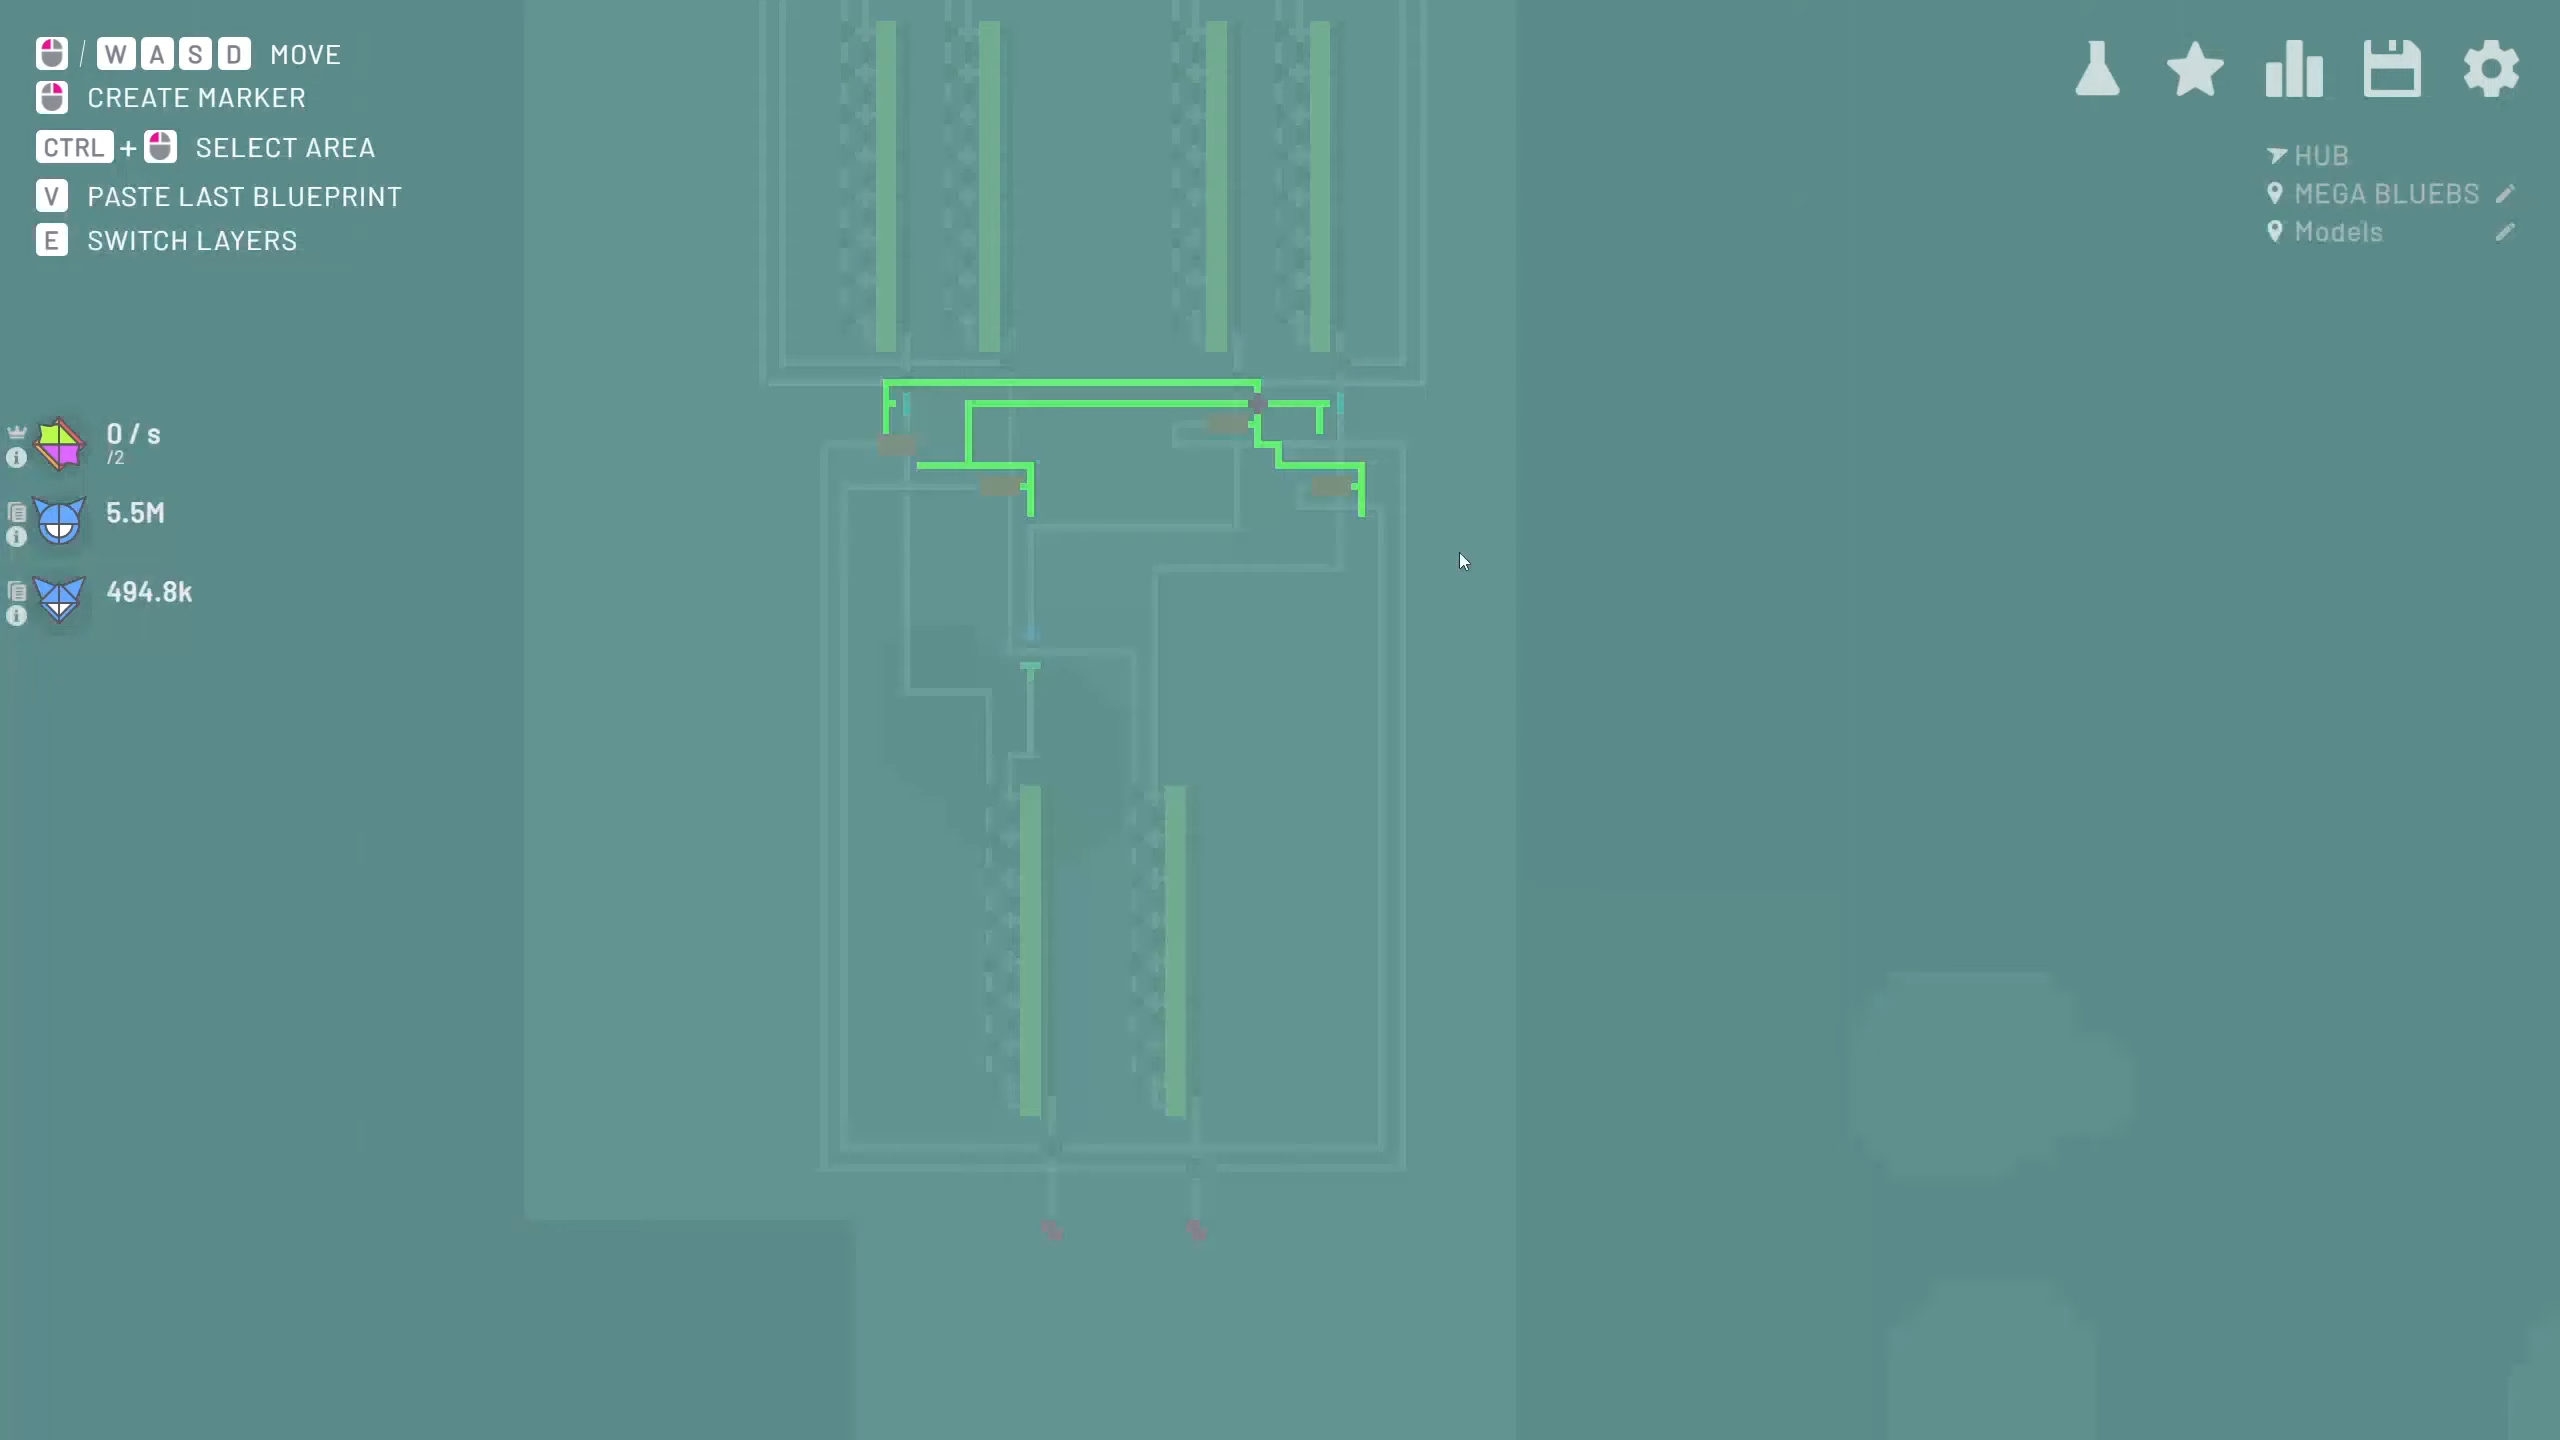 / W A S D MOVE
CREATE MARKER
CTRL + SELECT AREA
V PASTE LAST BLUEPRINT
E SWITCH LAYERS
HUB
MEGA BLUEBS
Models
0 / s
/2
5.5M
494.8k